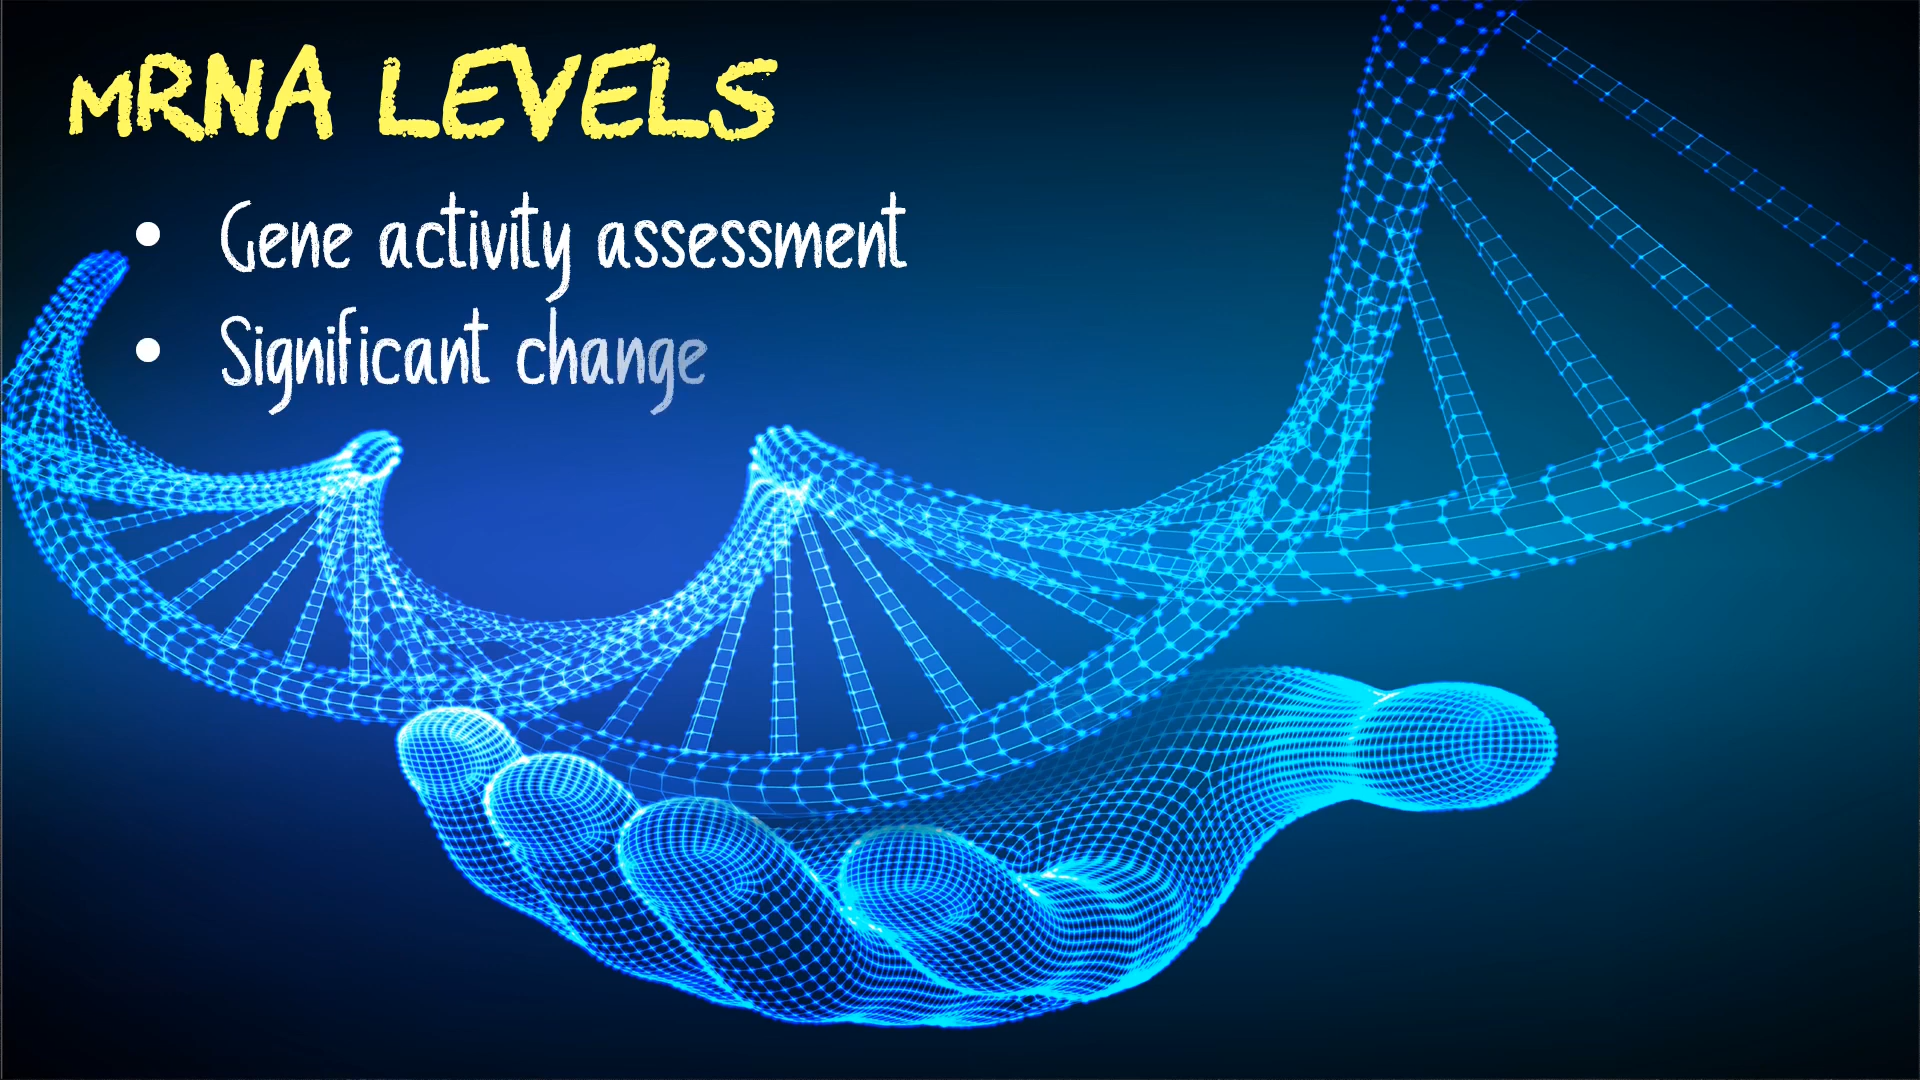 mRNA LEVELS
• Gene activity assessment
• Significant change